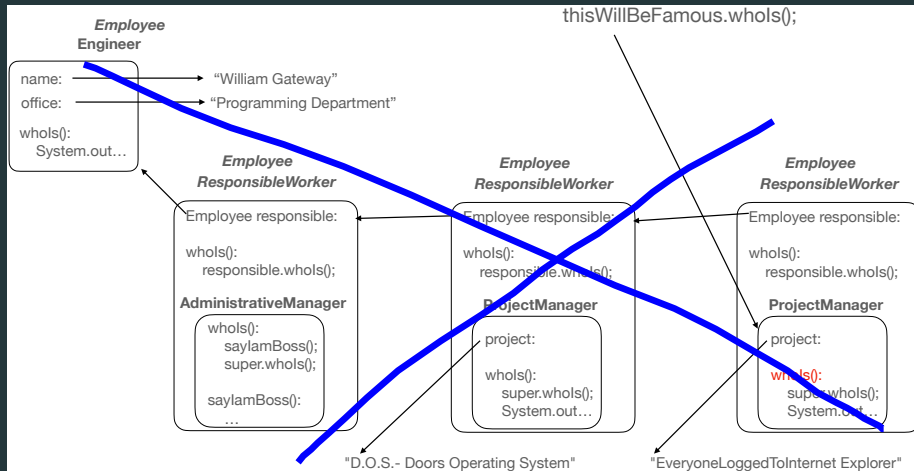 thisWillBeFamous.whoIs();
Employee
Engineer
name:
"William Gateway"
office:
"Programming Department"
whoIs():
System.out…
Employee
ResponsibleWorker
Employee responsible:
whoIs():
responsible.whoIs();
AdministrativeManager
whoIs():
sayIamBoss();
super.whoIs();
sayIamBoss():
…
Employee
ResponsibleWorker
Employee responsible:
whoIs():
responsible.whoIs();
ProjectManager
project:
whoIs():
super.whoIs();
System.out…
Employee
ResponsibleWorker
Employee responsible:
whoIs():
responsible.whoIs();
ProjectManager
project:
whoIs():
super.whoIs();
System.out…
"D.O.S.- Doors Operating System"
"EveryoneLoggedToInternet Explorer"